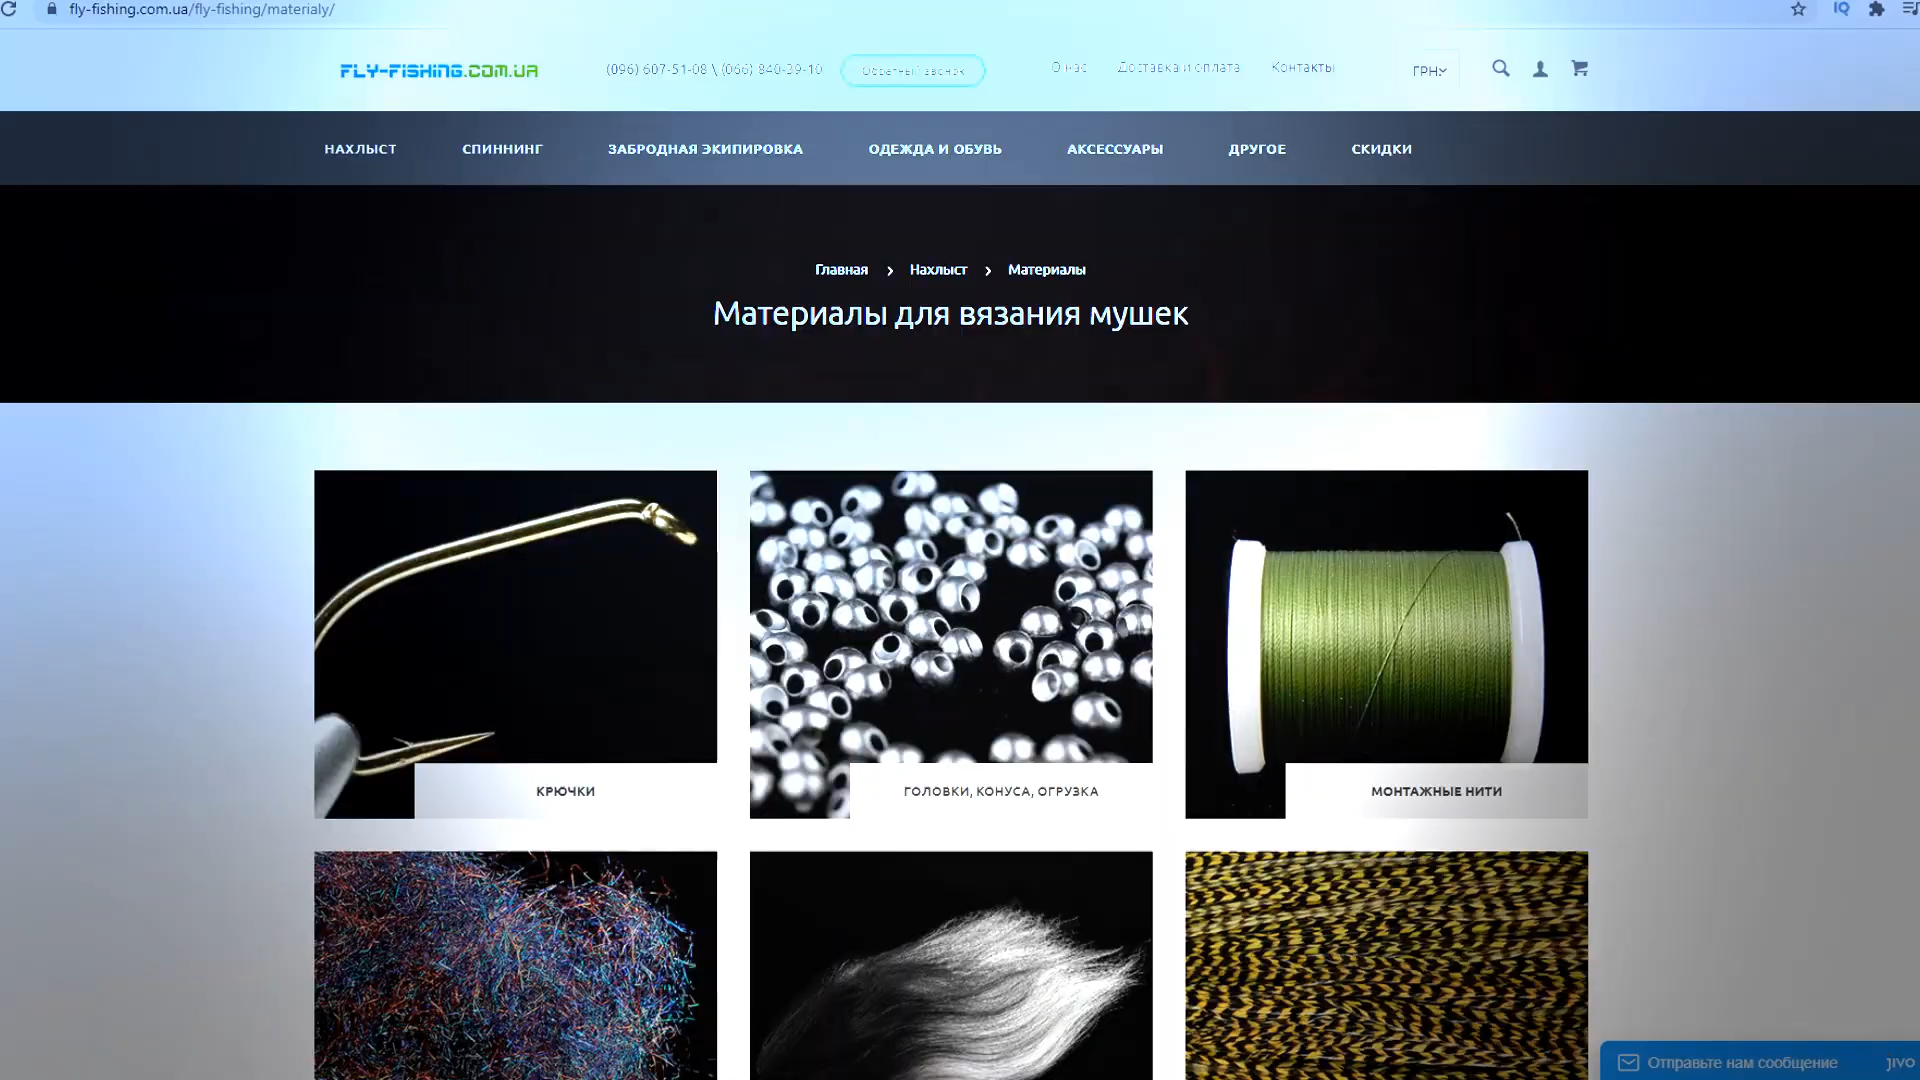 fly-fishing.com.ua/fly-fishing/materialy/
IQ
FLY-FISHING.COM.UA
(096) 607-51-08 \ (066) 840-39-10
Обратный звонок
О нас
Доставка и оплата
Контакты
ГРН
НАХЛЫСТ
СПИННИНГ
ЗАБРОДНАЯ ЭКИПИРОВКА
ОДЕЖДА И ОБУВЬ
АКСЕССУАРЫ
ДРУГОЕ
СКИДКИ
Главная > Нахлыст > Материалы
Материалы для вязания мушек
КРЮЧКИ
ГОЛОВКИ, КОНУСА, ОГРУЗКА
МОНТАЖНЫЕ НИТИ
Отправьте нам сообщение
JIVO